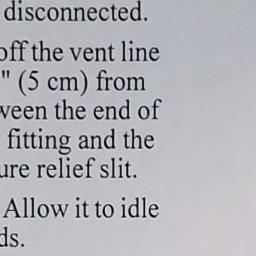 disconnected.
off the vent line
" (5 cm) from
ween the end of
fitting and the
ure relief slit.
Allow it to idle
ds.